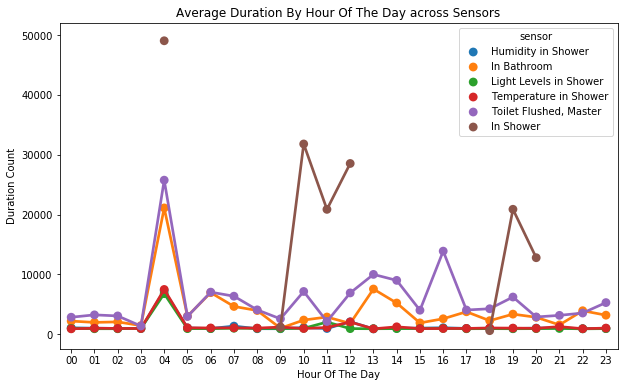 Average Duration By Hour Of The Day across Sensors
50000
40000
30000
20000
10000
0
Duration Count
sensor
Humidity in Shower
In Bathroom
Light Levels in Shower
Temperature in Shower
Toilet Flushed, Master
In Shower
00 01 02 03 04 05 06 07 08 09 10 11 12 13 14 15 16 17 18 19 20 21 22 23
Hour Of The Day